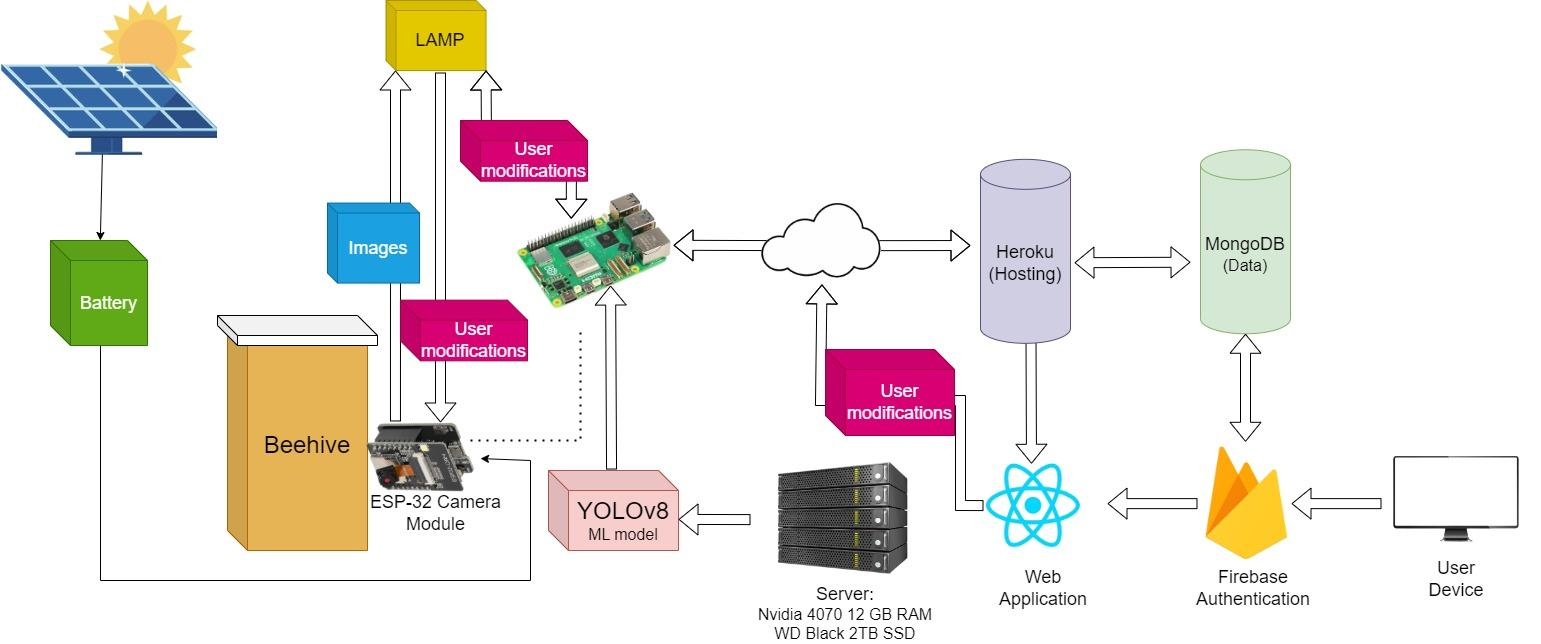 LAMP
User
modifications
Images
Battery
User
modifications
Beehive
ESP-32 Camera
Module
YOLOv8
ML model
Heroku
(Hosting)
MongoDB
(Data)
User
modifications
Server:
Nvidia 4070 12 GB RAM
WD Black 2TB SSD
Web
Application
Firebase
Authentication
User
Device